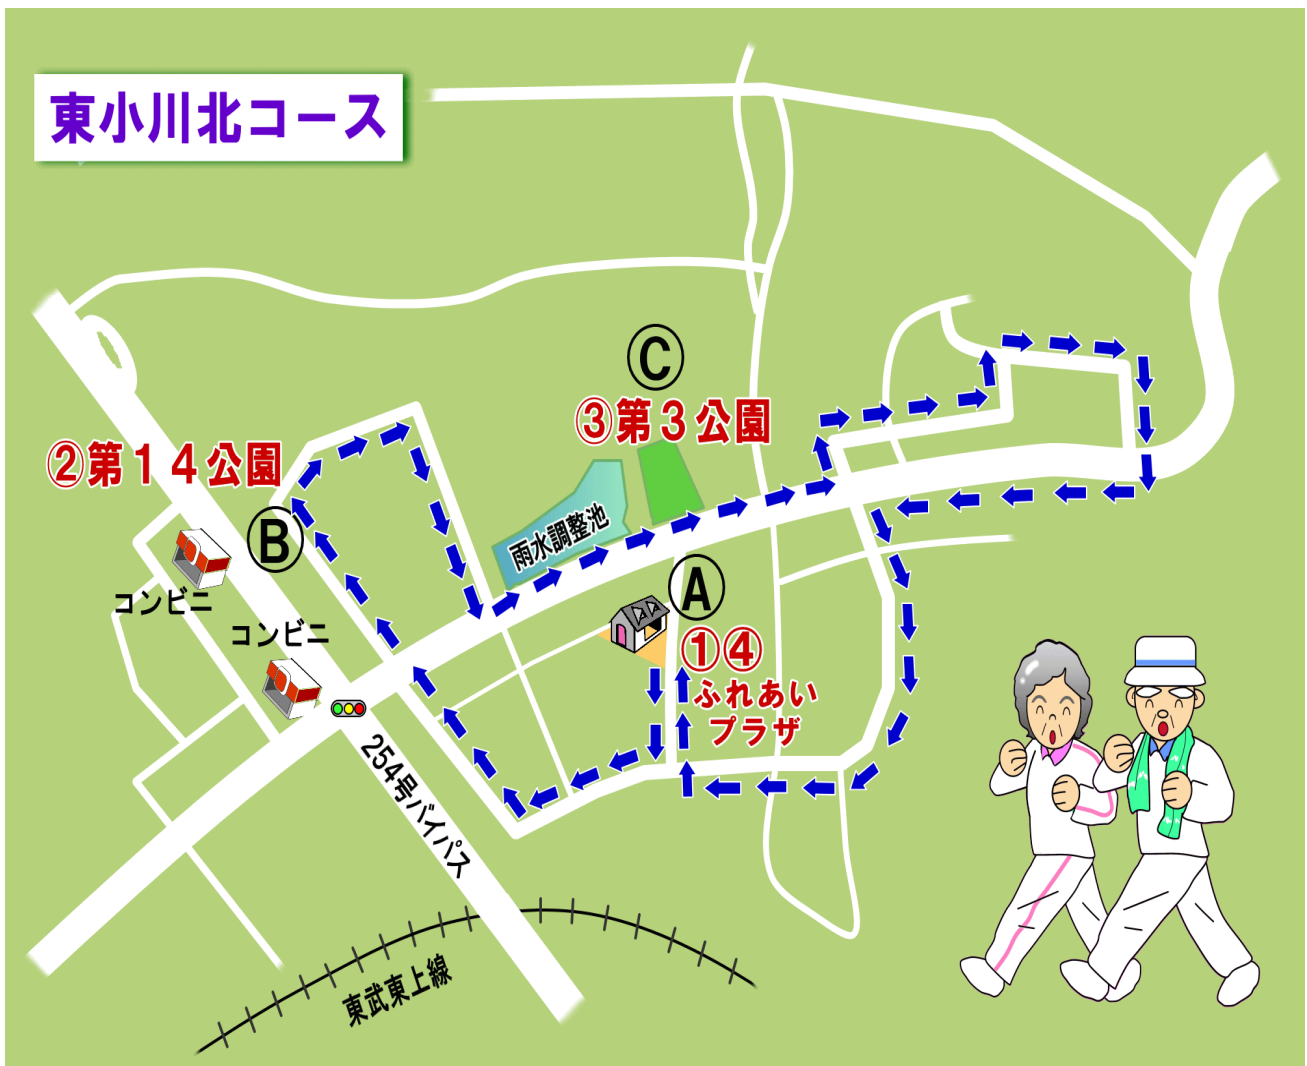 東小川北コース
Ⓒ
③第３公園
②第１４公園
Ⓑ
雨水調整池
Ⓐ
コンビニ
コンビニ
①④
ふれあい
プラザ
254号バイパス
東武東上線